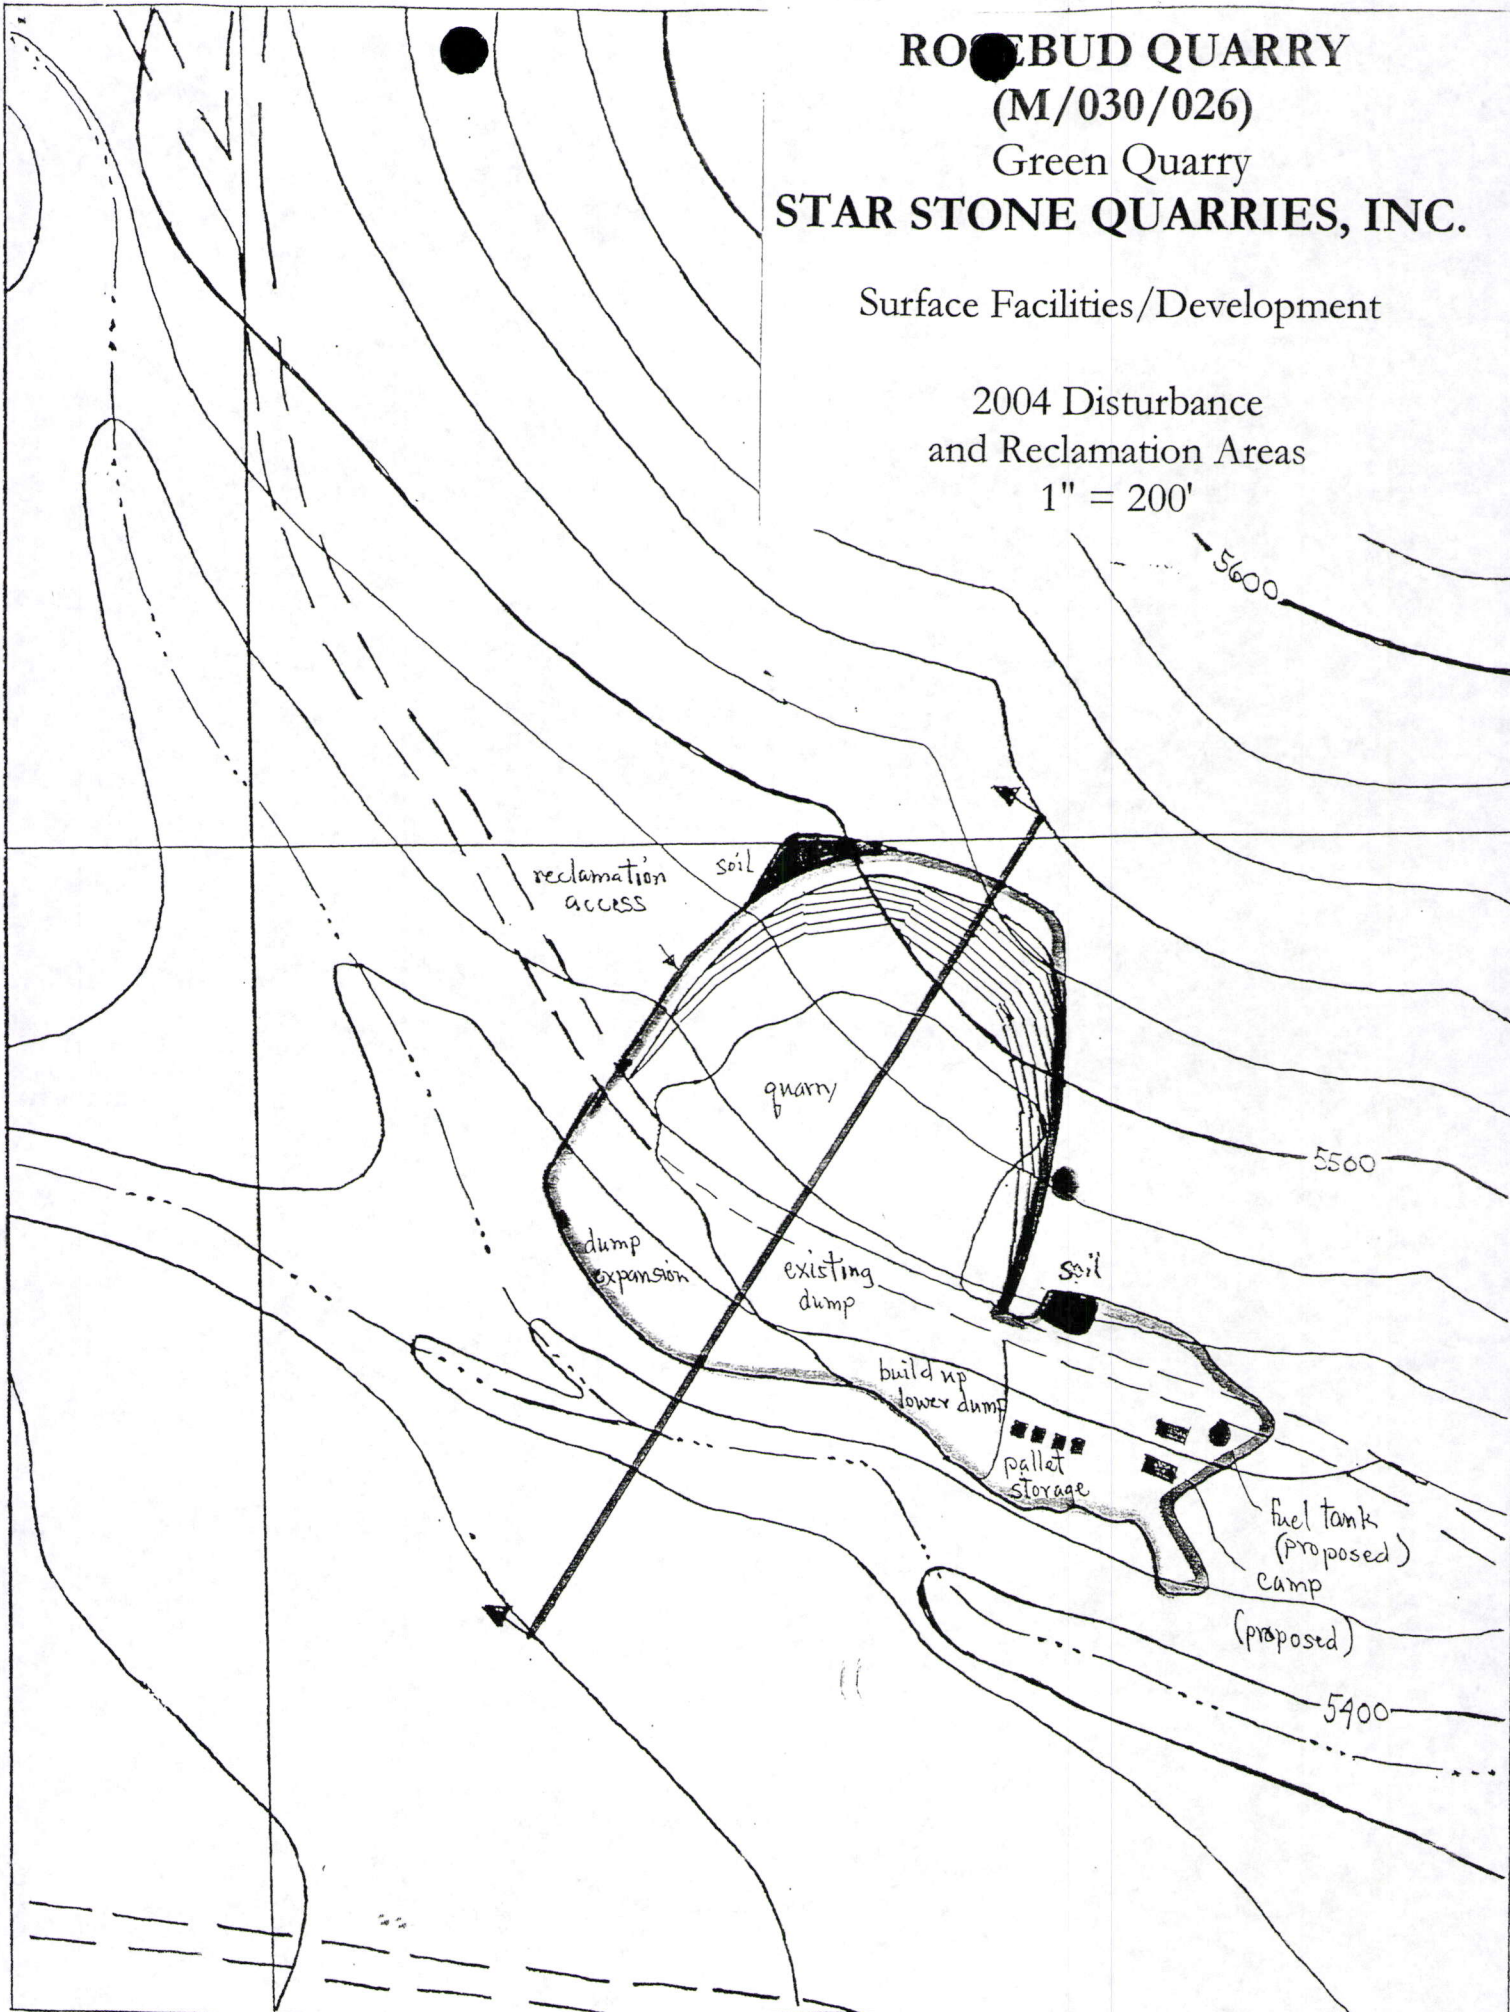 ROSEBUD QUARRY
(M/030/026)
Green Quarry
STAR STONE QUARRIES, INC.
Surface Facilities/Development
2004 Disturbance
and Reclamation Areas
1" = 200'
5600
soil
reclamation
access
quarry
5500
dump
expansion
existing
dump
soil
build up
lower dump
pallet
storage
fuel tank
(proposed)
camp
(proposed)
5400